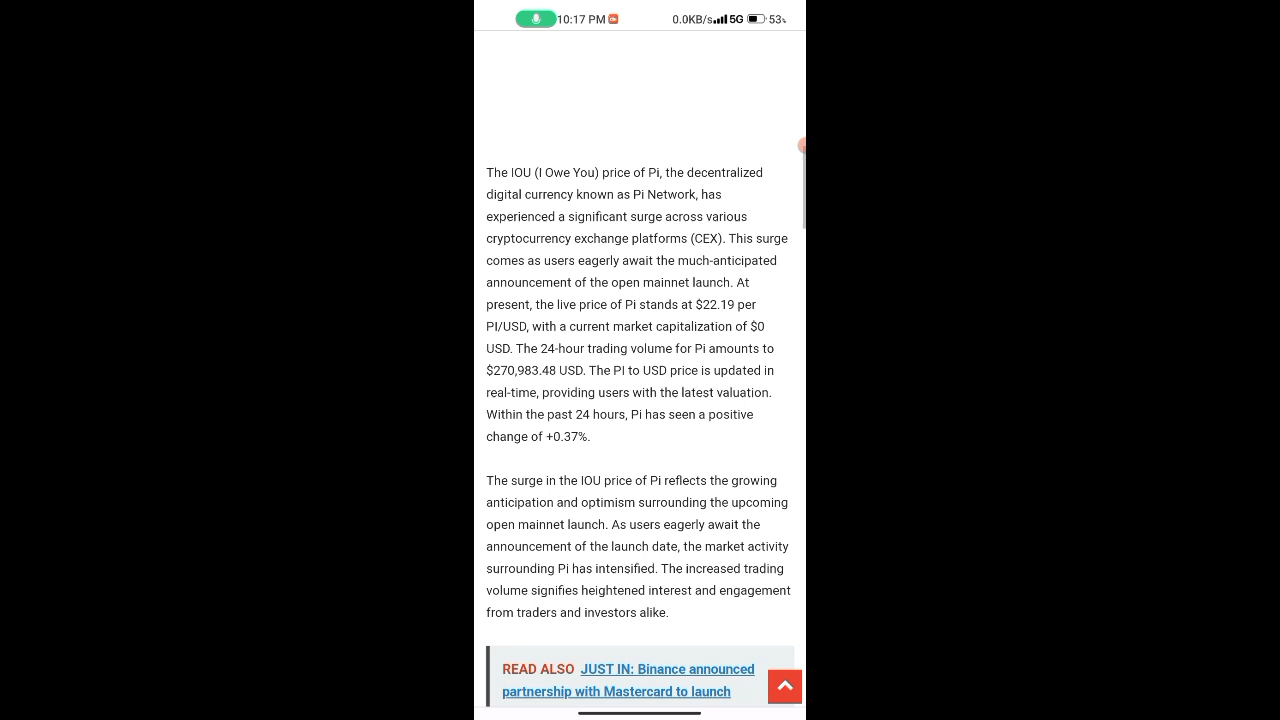 10:17 PM 0.0KB/s 5G 53
The IOU (I Owe You) price of Pi, the decentralized
digital currency known as Pi Network, has
experienced a significant surge across various
cryptocurrency exchange platforms (CEX). This surge
comes as users eagerly await the much-anticipated
announcement of the open mainnet launch. At
present, the live price of Pi stands at $22.19 per
PI/USD, with a current market capitalization of $0
USD. The 24-hour trading volume for Pi amounts to
$270,983.48 USD. The PI to USD price is updated in
real-time, providing users with the latest valuation.
Within the past 24 hours, Pi has seen a positive
change of +0.37%.
The surge in the IOU price of Pi reflects the growing
anticipation and optimism surrounding the upcoming
open mainnet launch. As users eagerly await the
announcement of the launch date, the market activity
surrounding Pi has intensified. The increased trading
volume signifies heightened interest and engagement
from traders and investors alike.
READ ALSO JUST IN: Binance announced
partnership with Mastercard to launch